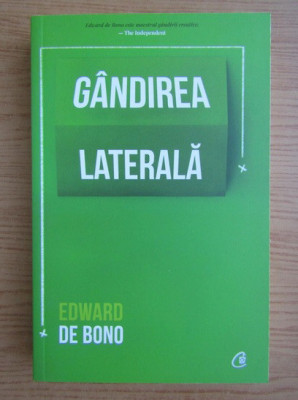 Edward de Bono este maestrul gândirii creative.
— The Independent
GÂNDIREA
LATERALĂ
EDWARD
DE BONO